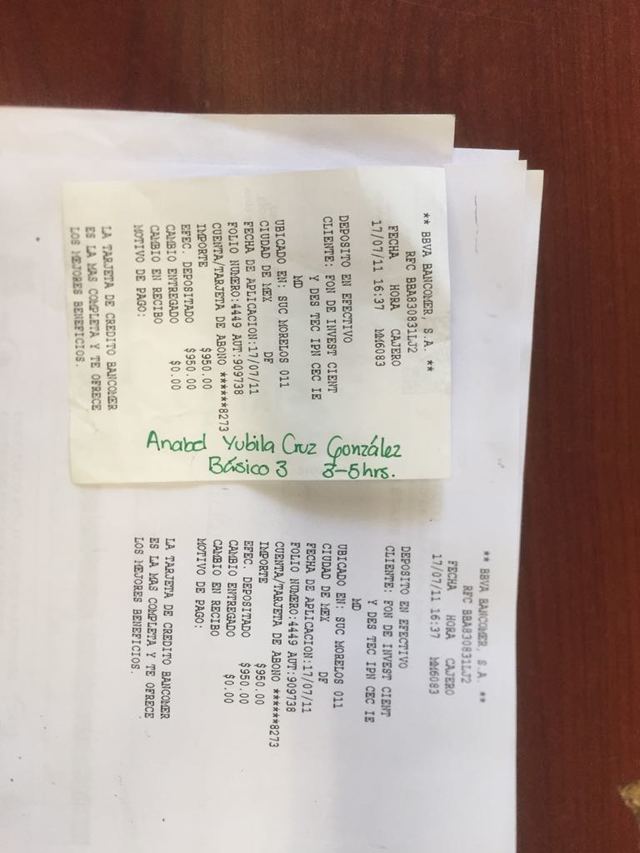 ** BBVA BANCOMER, S.A. **
RFC BBA830831LJ2
FECHA HORA CAJERO
17/07/11 16:37 MM6083
DEPOSITO EN EFECTIVO
CLIENTE: FON DE INVEST CIENT
Y DES TEC IPN CEC IE
MD
UBICADO EN: SUC MORELOS 011
CIUDAD DE MEX DF
FECHA DE APLICACION:17/07/11
FOLIO NUMERO:4449 AUT:909738
CUENTA/TARJETA DE ABONO ******8273
IMPORTE $950.00
EFEC. DEPOSITADO $950.00
CAMBIO ENTREGADO $0.00
CAMBIO EN RECIBO
MOTIVO DE PAGO:
LA TARJETA DE CREDITO BANCOMER
ES LA MAS COMPLETA Y TE OFRECE
LOS MEJORES BENEFICIOS.
Anabel Yubila Cruz González
Básico 3 3-5hrs.
** BBVA BANCOMER, S.A. **
RFC BBA830831LJ2
FECHA HORA CAJERO
17/07/11 16:37 MM6083
DEPOSITO EN EFECTIVO
CLIENTE: FON DE INVEST CIENT
Y DES TEC IPN CEC IE
MD
UBICADO EN: SUC MORELOS 011
CIUDAD DE MEX DF
FECHA DE APLICACION:17/07/11
FOLIO NUMERO:4449 AUT:909738
CUENTA/TARJETA DE ABONO ******8273
IMPORTE $950.00
EFEC. DEPOSITADO $950.00
CAMBIO ENTREGADO $0.00
CAMBIO EN RECIBO
MOTIVO DE PAGO:
LA TARJETA DE CREDITO BANCOMER
ES LA MAS COMPLETA Y TE OFRECE
LOS MEJORES BENEFICIOS.